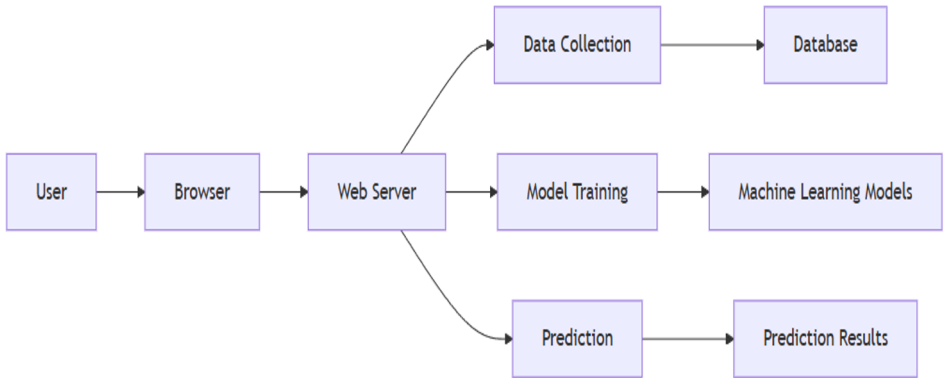 Data Collection
Database
User
Browser
Web Server
Model Training
Machine Learning Models
Prediction
Prediction Results